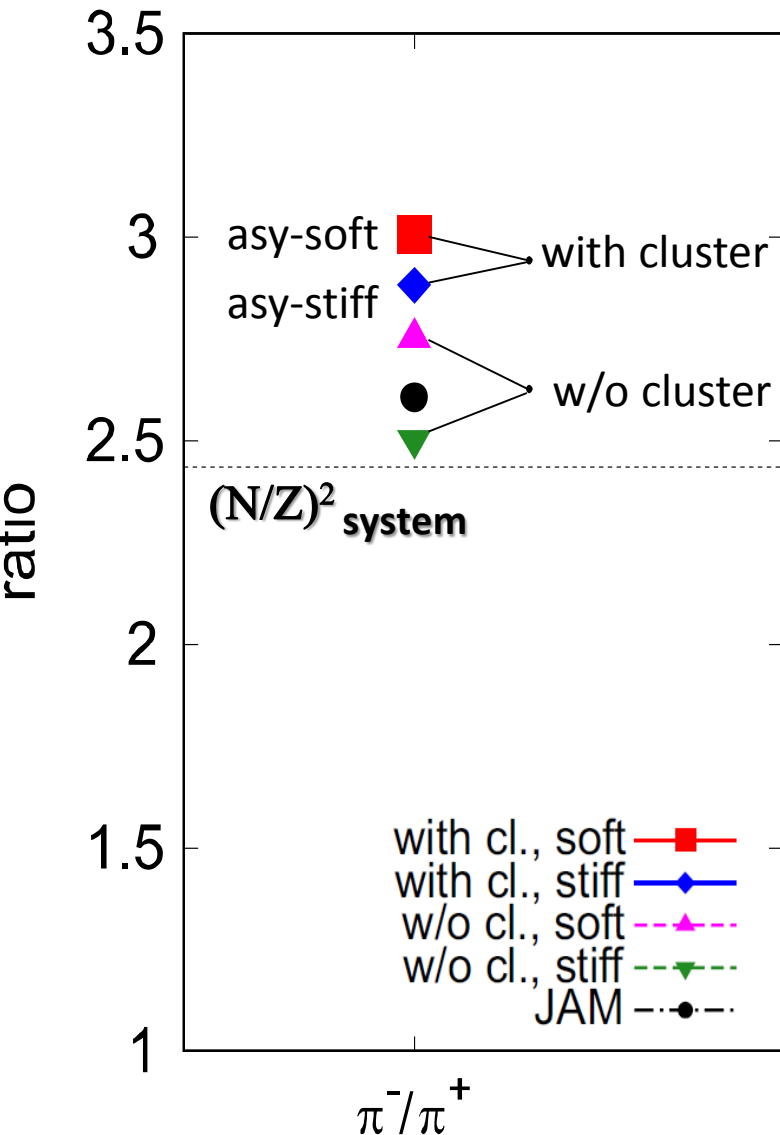 3.5
3
2.5
2
1.5
1
ratio
asy-soft
asy-stiff
with cluster
w/o cluster
(N/Z)² system
with cl., soft
with cl., stiff
w/o cl., soft
w/o cl., stiff
JAM
π⁻/π⁺